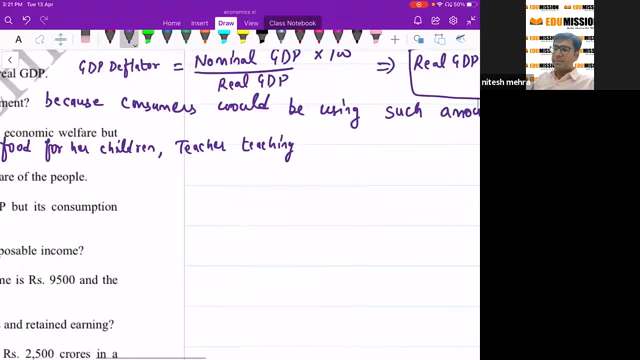 3:21 PM Tue 13 Apr
economics xi
50%
Home Insert Draw View Class Notebook
A
real GDP. GDP Deflator = Nominal GDP × 100 ⇒ Real GDP
Real GDP
ment? because consumers would be using such amou
economic welfare but
food for her children, Teacher teaching
are of the people.
P but its consumption
posable income?
me is Rs. 9500 and the
s and retained earning?
Rs. 2,500 crores in a
EDUMISSION
nitesh mehra